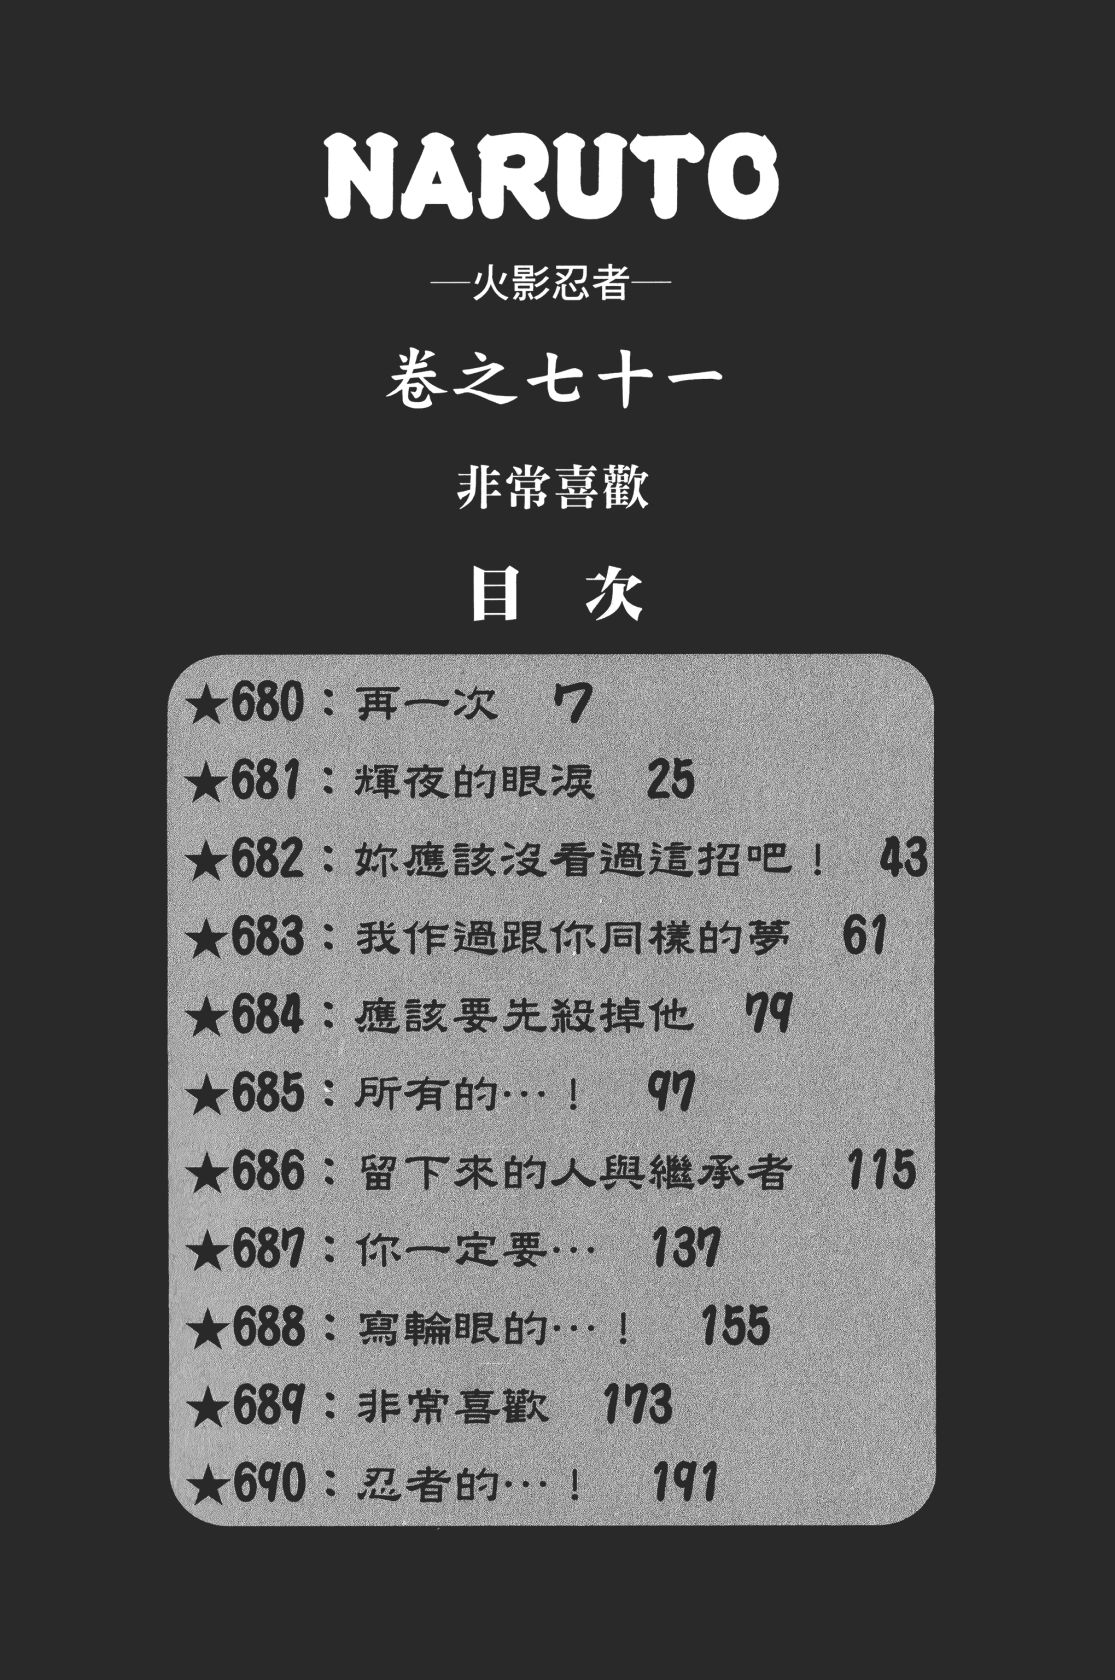 NARUTO
—火影忍者—
卷之七十一
非常喜歡
目 次
★680：再一次 7
★681：輝夜的眼淚 25
★682：妳應該沒看過這招吧！ 43
★683：我作過跟你同樣的夢 61
★684：應該要先殺掉他 79
★685：所有的…！ 97
★686：留下來的人與繼承者 115
★687：你一定要… 137
★688：寫輪眼的…！ 155
★689：非常喜歡 173
★690：忍者的…！ 191